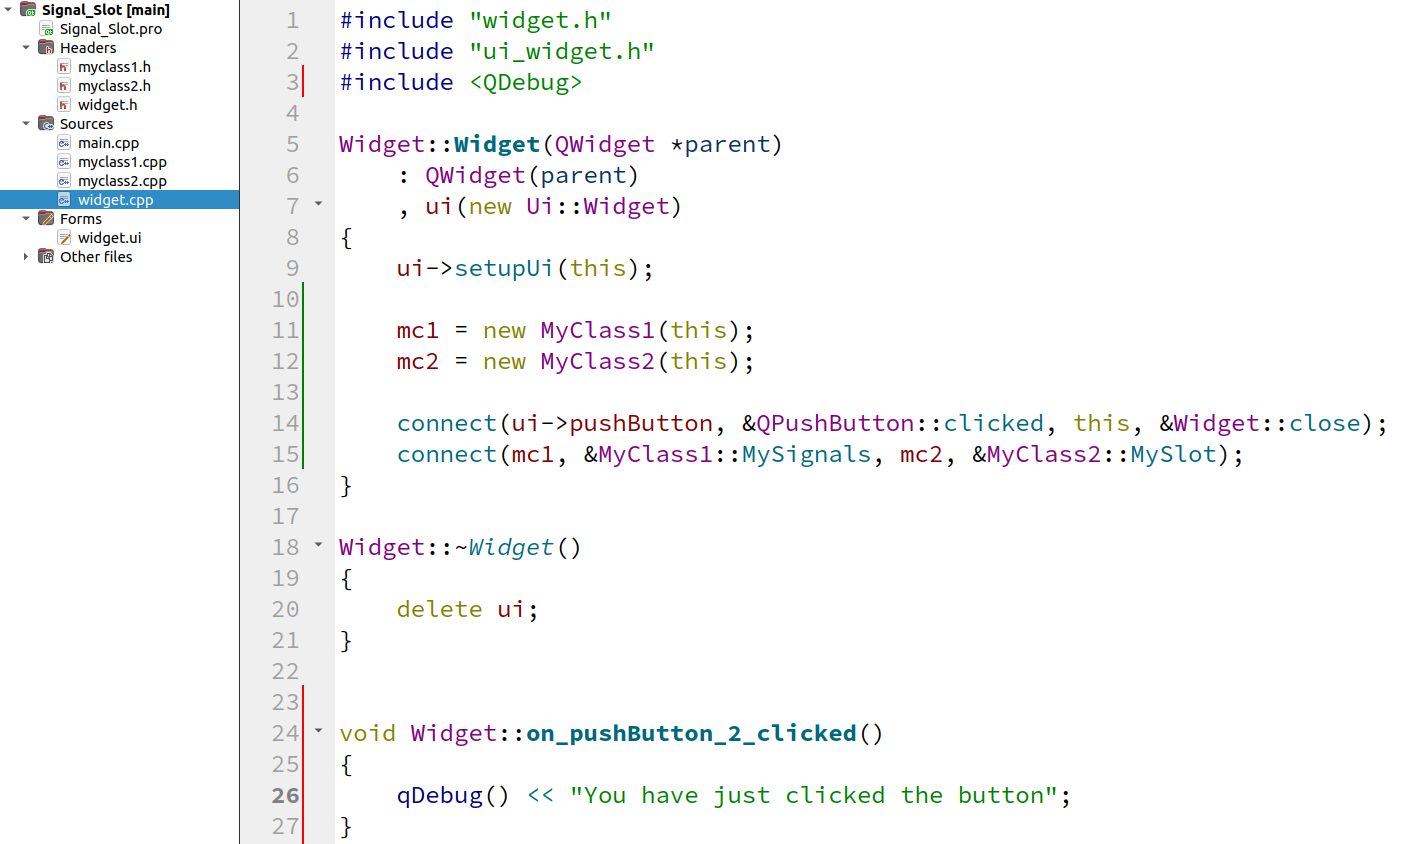 Signal_Slot [main]
Signal_Slot.pro
Headers
myclass1.h
myclass2.h
widget.h
Sources
main.cpp
myclass1.cpp
myclass2.cpp
widget.cpp
Forms
widget.ui
Other files
1 #include "widget.h"
2 #include "ui_widget.h"
3 #include <QDebug>
4
5 Widget::Widget(QWidget *parent)
6     : QWidget(parent)
7     , ui(new Ui::Widget)
8 {
9     ui->setupUi(this);
10
11     mc1 = new MyClass1(this);
12     mc2 = new MyClass2(this);
13
14     connect(ui->pushButton, &QPushButton::clicked, this, &Widget::close);
15     connect(mc1, &MyClass1::MySignals, mc2, &MyClass2::MySlot);
16 }
17
18 Widget::~Widget()
19 {
20     delete ui;
21 }
22
23
24 void Widget::on_pushButton_2_clicked()
25 {
26     qDebug() << "You have just clicked the button";
27 }